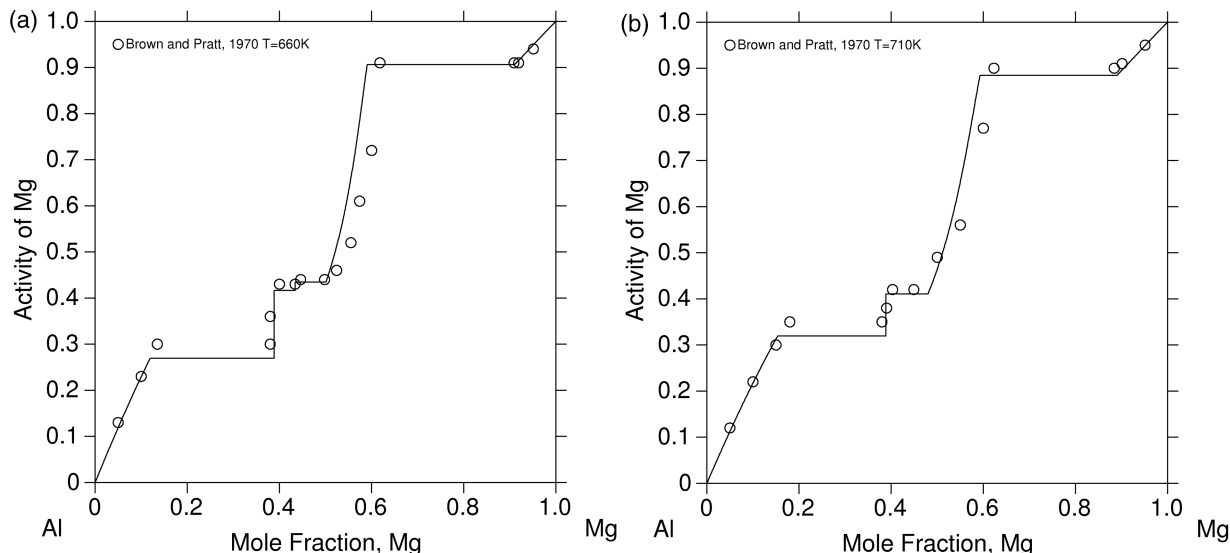 (a)
Brown and Pratt, 1970 T=660K
Activity of Mg
1.0
0.9
0.8
0.7
0.6
0.5
0.4
0.3
0.2
0.1
0
0 0.2 0.4 0.6 0.8 1.0
Al Mg
Mole Fraction, Mg
(b)
Brown and Pratt, 1970 T=710K
Activity of Mg
1.0
0.9
0.8
0.7
0.6
0.5
0.4
0.3
0.2
0.1
0
0 0.2 0.4 0.6 0.8 1.0
Al Mg
Mole Fraction, Mg